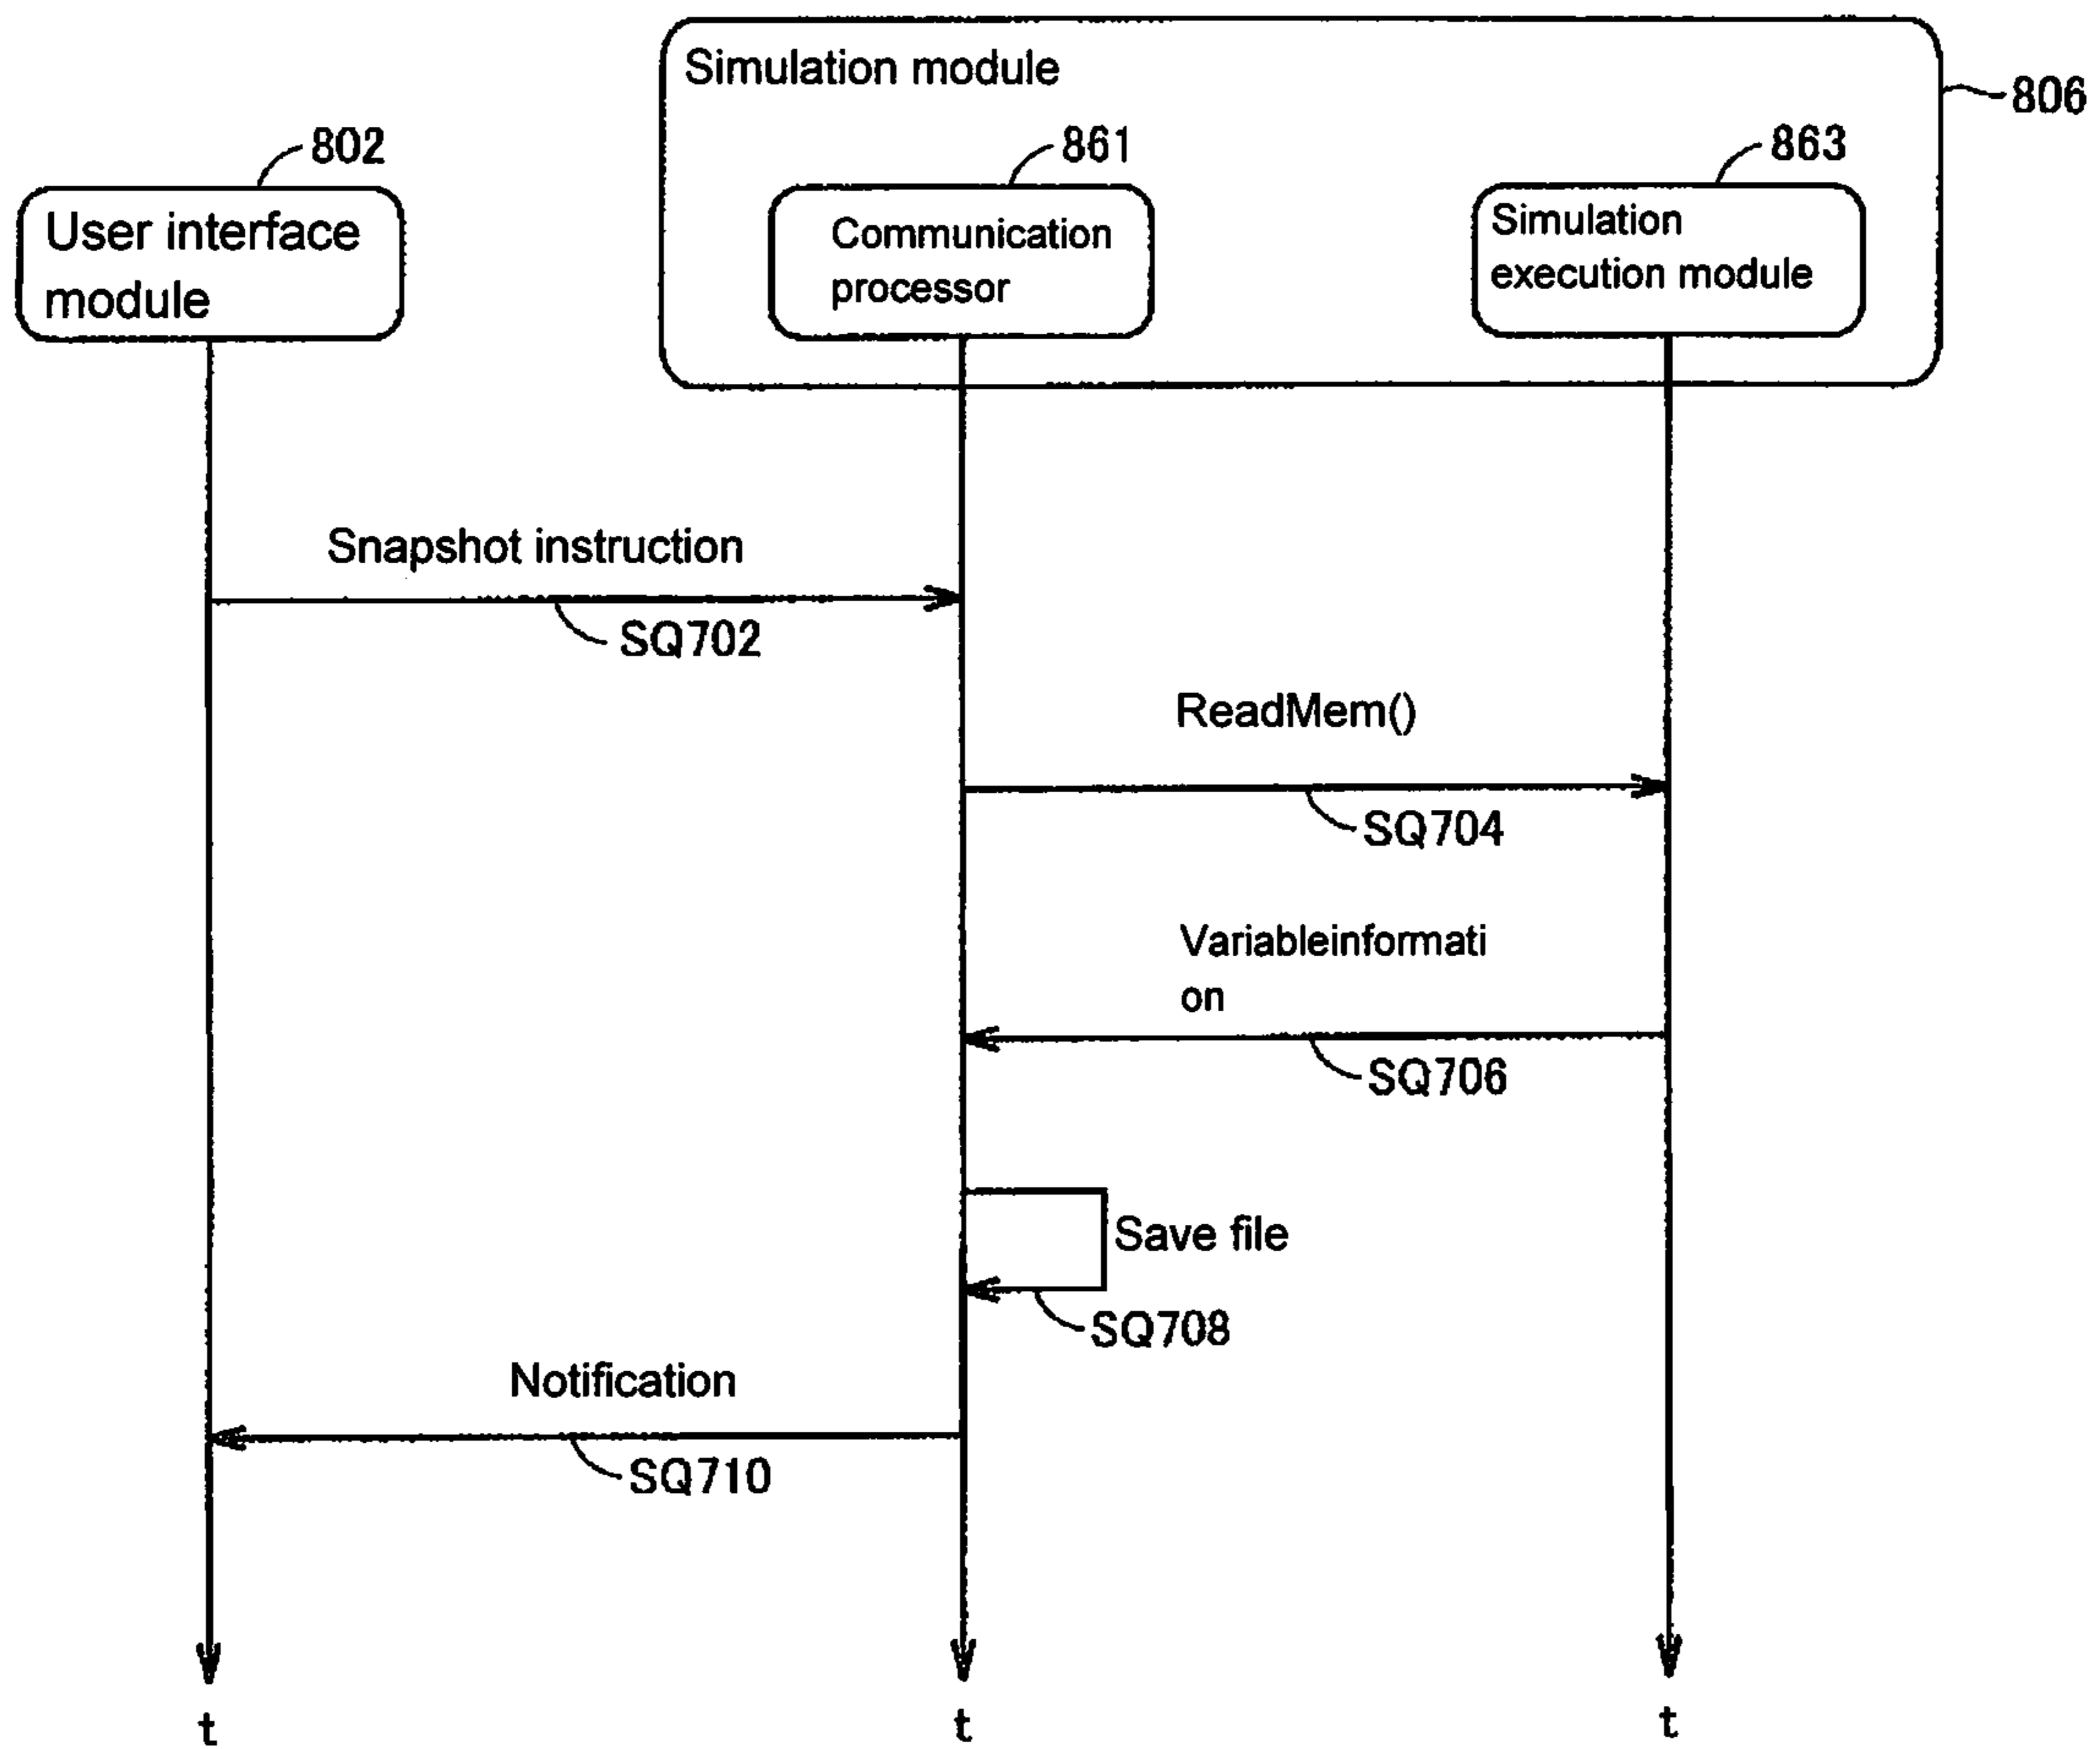 Simulation module
806
802
861
863
User interface
module
Communication
processor
Simulation
execution module
Snapshot instruction
SQ702
ReadMem()
SQ704
Variableinformati
on
SQ706
Save file
SQ708
Notification
SQ710
t
t
t